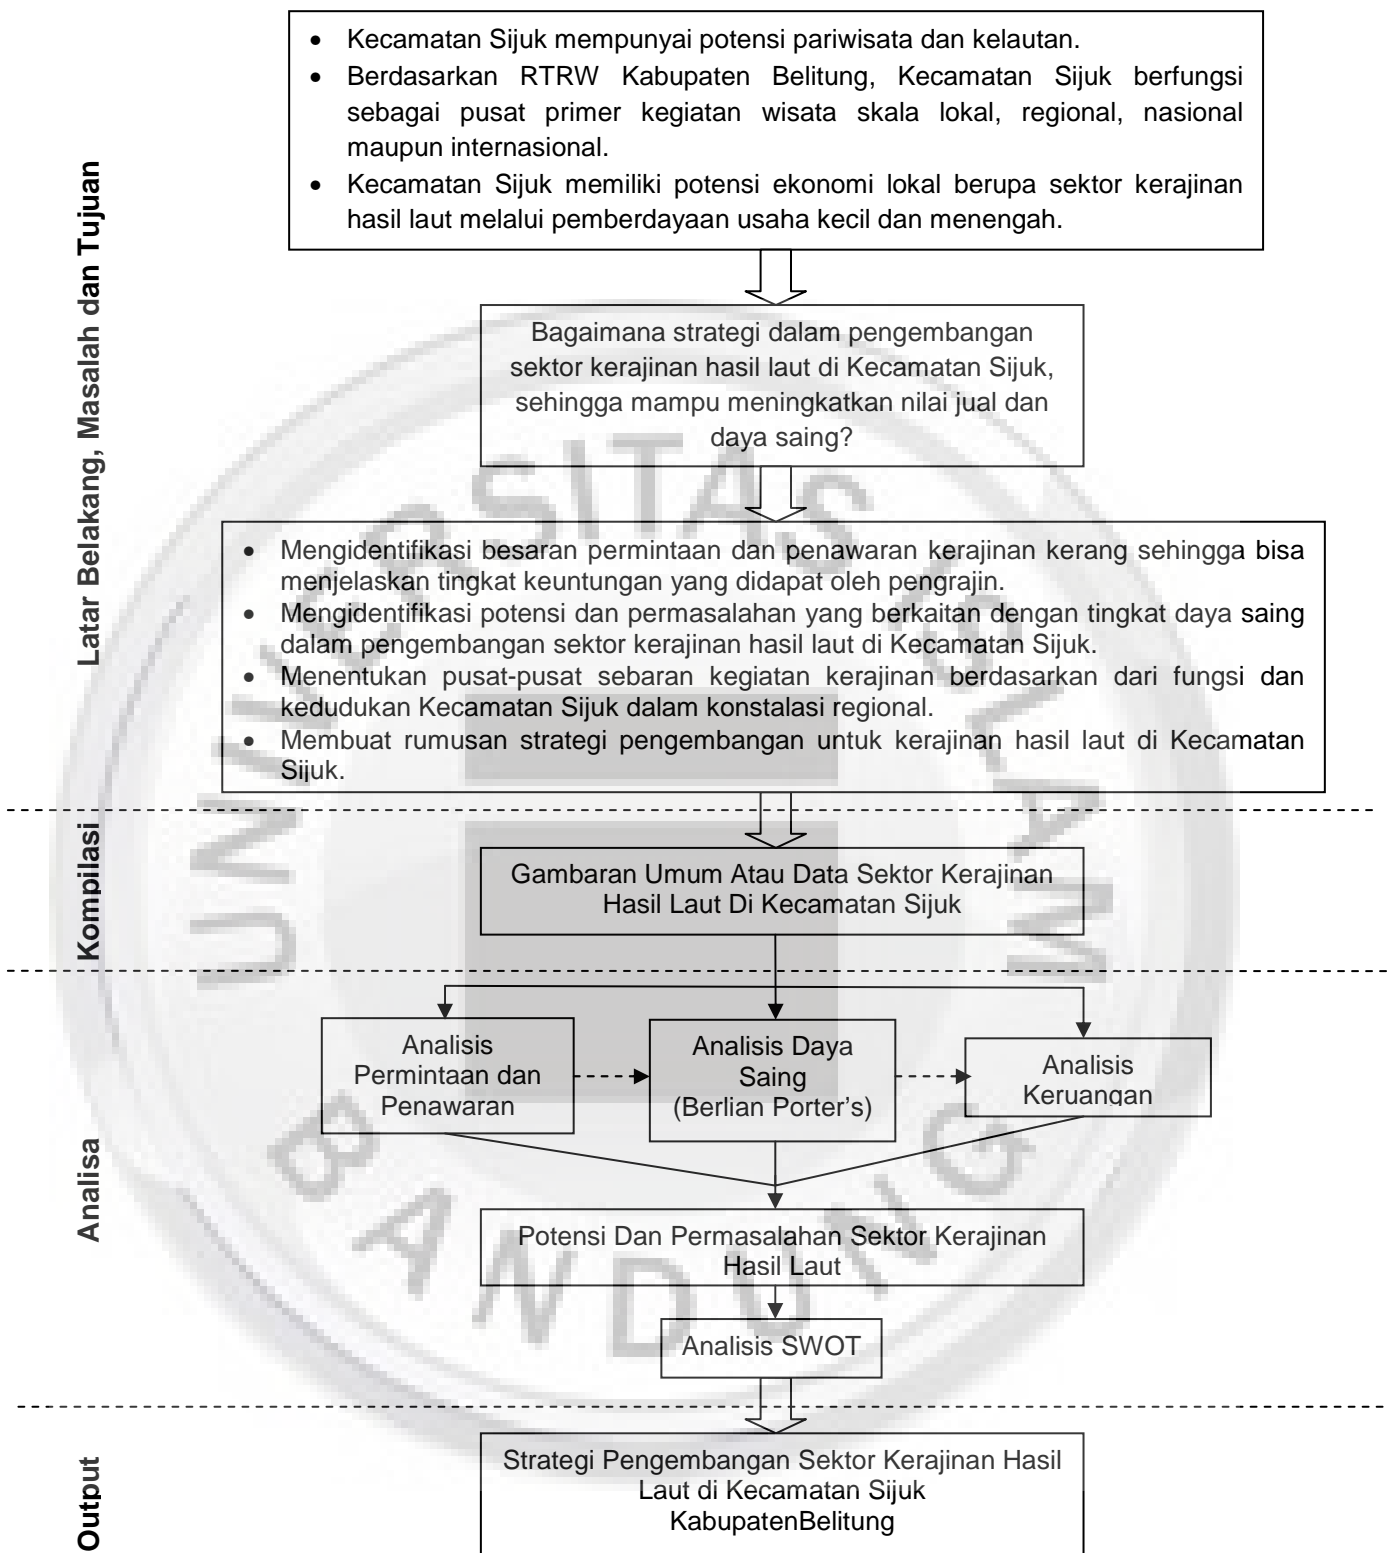 • Kecamatan Sijuk mempunyai potensi pariwisata dan kelautan.
• Berdasarkan RTRW Kabupaten Belitung, Kecamatan Sijuk berfungsi
sebagai pusat primer kegiatan wisata skala lokal, regional, nasional
maupun internasional.
• Kecamatan Sijuk memiliki potensi ekonomi lokal berupa sektor kerajinan
hasil laut melalui pemberdayaan usaha kecil dan menengah.
Latar Belakang, Masalah dan Tujuan
Bagaimana strategi dalam pengembangan
sektor kerajinan hasil laut di Kecamatan Sijuk,
sehingga mampu meningkatkan nilai jual dan
daya saing?
• Mengidentifikasi besaran permintaan dan penawaran kerajinan kerang sehingga bisa
menjelaskan tingkat keuntungan yang didapat oleh pengrajin.
• Mengidentifikasi potensi dan permasalahan yang berkaitan dengan tingkat daya saing
dalam pengembangan sektor kerajinan hasil laut di Kecamatan Sijuk.
• Menentukan pusat-pusat sebaran kegiatan kerajinan berdasarkan dari fungsi dan
kedudukan Kecamatan Sijuk dalam konstalasi regional.
• Membuat rumusan strategi pengembangan untuk kerajinan hasil laut di Kecamatan
Sijuk.
Kompilasi
Gambaran Umum Atau Data Sektor Kerajinan
Hasil Laut Di Kecamatan Sijuk
Analisa
Analisis
Permintaan dan
Penawaran
Analisis Daya
Saing
(Berlian Porter's)
Analisis
Keruangan
Potensi Dan Permasalahan Sektor Kerajinan
Hasil Laut
Analisis SWOT
Output
Strategi Pengembangan Sektor Kerajinan Hasil
Laut di Kecamatan Sijuk
KabupatenBelitung
UNIVERSITAS ISLAM
BANDUNG